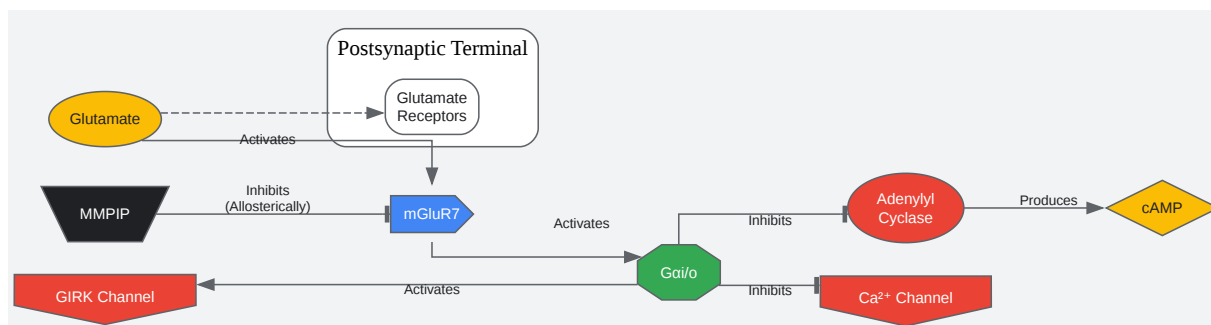 Postsynaptic Terminal
Glutamate
Receptors
Glutamate
Activates
MMPIP
Inhibits
(Allosterically)
mGluR7
Activates
Gαi/o
Inhibits
Adenylyl
Cyclase
Produces
cAMP
GIRK Channel
Activates
Inhibits
Ca²⁺ Channel